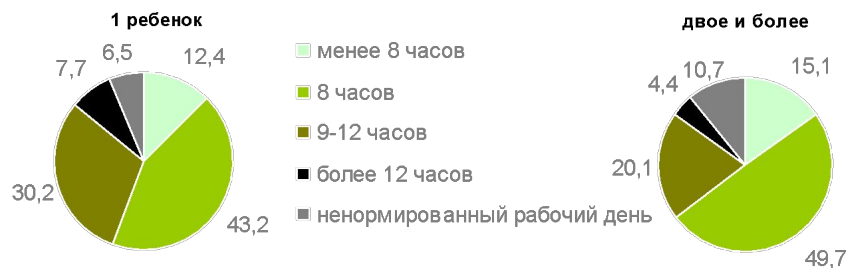 1 ребенок
6,5
12,4
7,7
30,2
43,2
менее 8 часов
8 часов
9-12 часов
более 12 часов
ненормированный рабочий день
двое и более
10,7
15,1
4,4
20,1
49,7